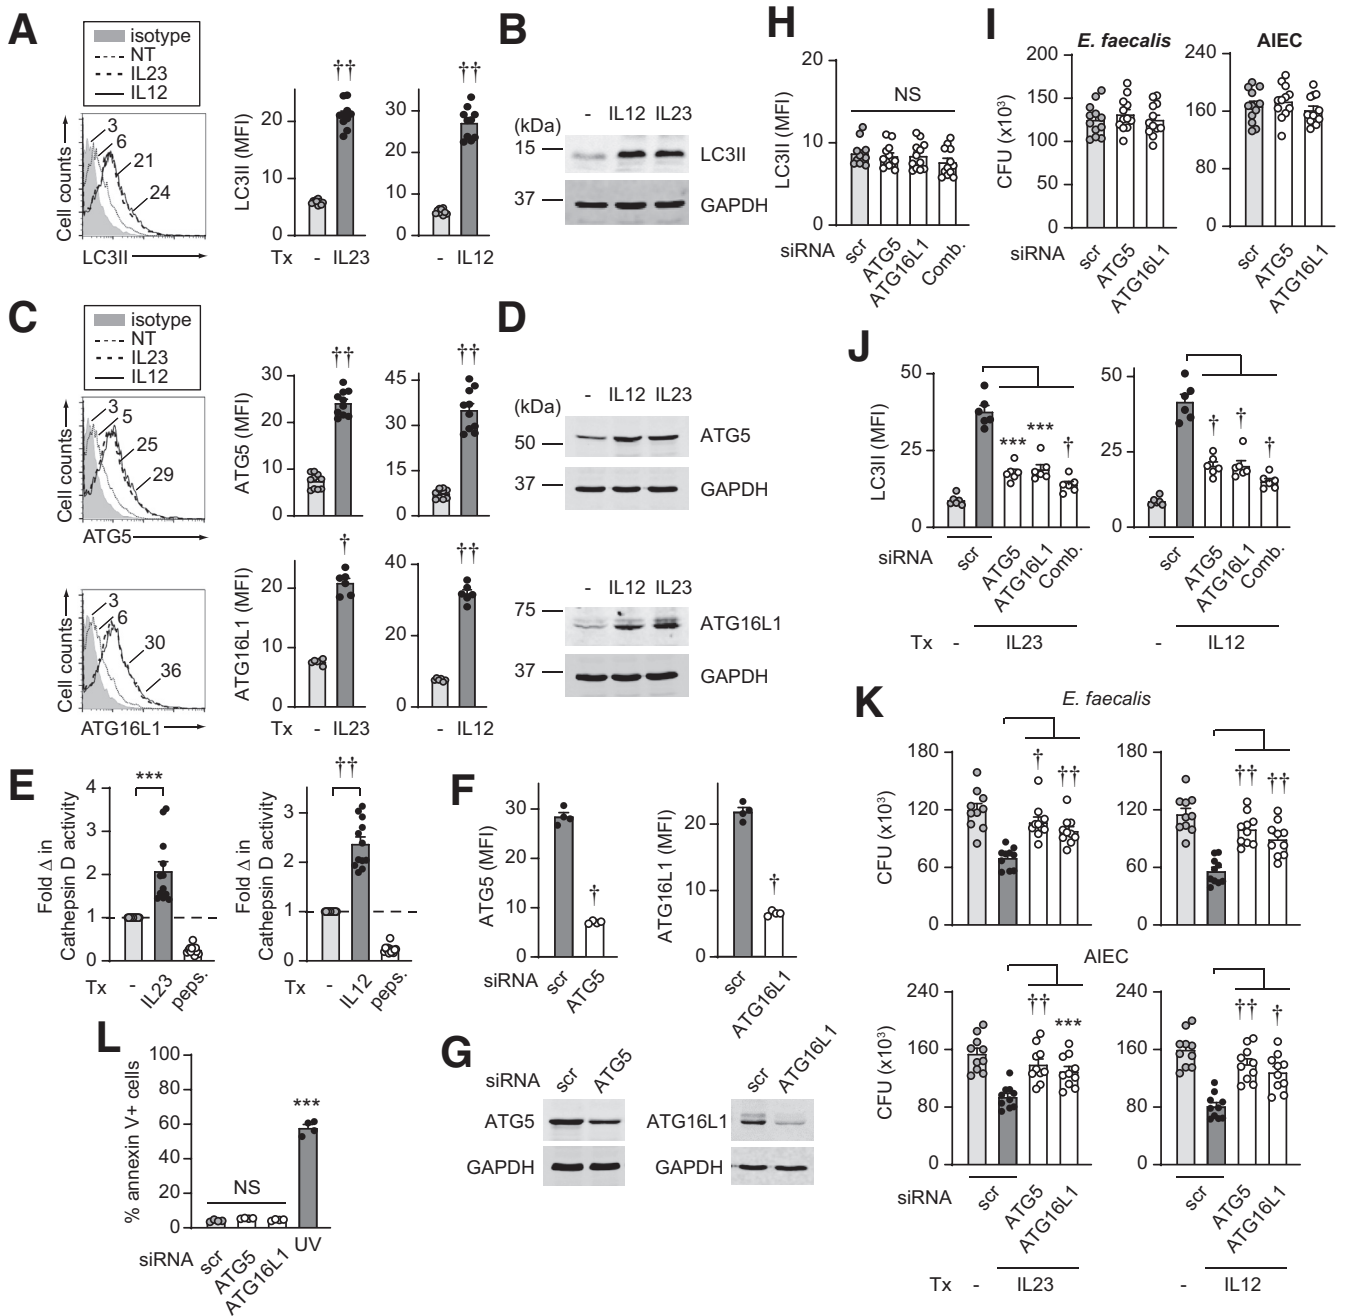 A
isotype
NT
IL23
IL12
Cell counts
3
6
21
24
LC3II
LC3II (MFI)
20
10
0
††
Tx
- IL23
30
20
10
0
††
- IL12
B
- IL12 IL23
(kDa)
15
LC3II
37
GAPDH
C
isotype
NT
IL23
IL12
Cell counts
3
5
25
29
ATG5
ATG5 (MFI)
30
20
10
0
††
45
30
15
0
††
Cell counts
3
6
30
36
ATG16L1
ATG16L1 (MFI)
20
10
0
†
Tx
- IL23
40
20
0
††
- IL12
D
- IL12 IL23
(kDa)
50
ATG5
37
GAPDH
- IL12 IL23
75
ATG16L1
37
GAPDH
E
Fold Δ in
Cathepsin D activity
4
3
2
1
0
***
Tx
- IL23 peps.
Fold Δ in
Cathepsin D activity
3
2
1
0
††
Tx
- IL12 peps.
F
ATG5 (MFI)
30
20
10
0
†
siRNA
scr ATG5
ATG16L1 (MFI)
20
10
0
†
scr ATG16L1
G
siRNA
scr ATG5
ATG5
GAPDH
scr ATG16L1
ATG16L1
GAPDH
H
LC3II (MFI)
20
10
0
NS
siRNA
scr ATG5 ATG16L1 Comb.
I
E. faecalis
CFU (x10³)
200
150
100
50
0
siRNA
scr ATG5 ATG16L1
AIEC
240
160
80
0
scr ATG5 ATG16L1
J
LC3II (MFI)
50
25
0
*** *** †
siRNA
scr ATG5 ATG16L1 Comb.
Tx
- IL23
50
25
0
† † †
scr ATG5 ATG16L1 Comb.
- IL12
K
E. faecalis
CFU (x10³)
180
120
60
0
† ††
180
120
60
0
†† ††
AIEC
CFU (x10³)
240
160
80
0
†† ***
siRNA
scr ATG5 ATG16L1
Tx
- IL23
240
160
80
0
†† †
scr ATG5 ATG16L1
- IL12
L
% annexin V+ cells
100
80
60
40
20
0
NS
***
siRNA
scr ATG5 ATG16L1 UV